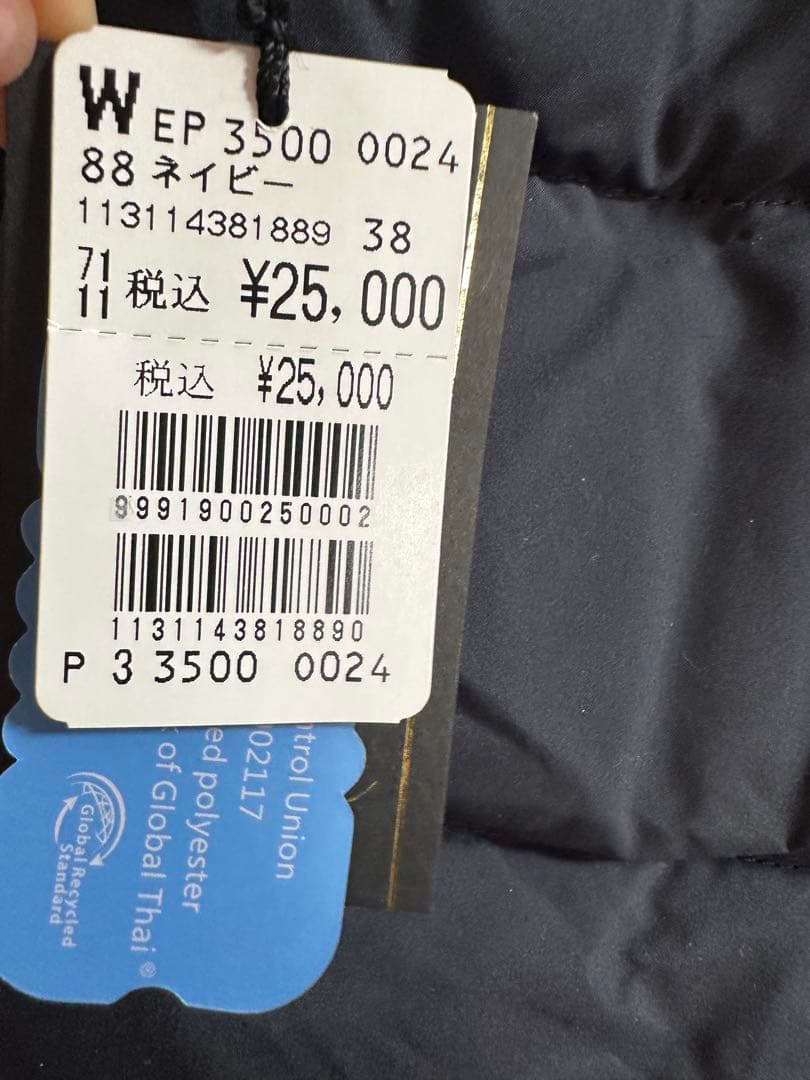 W EP 3500 0024
88 ネイビー
113114381889 38
71
11 税込 ¥25,000
税込 ¥25,000
9991900250002
1131143818890
P 3 3500 0024
ntrol Union
02117
ed polyester
of Global Thai®
Global Recycled
Standard